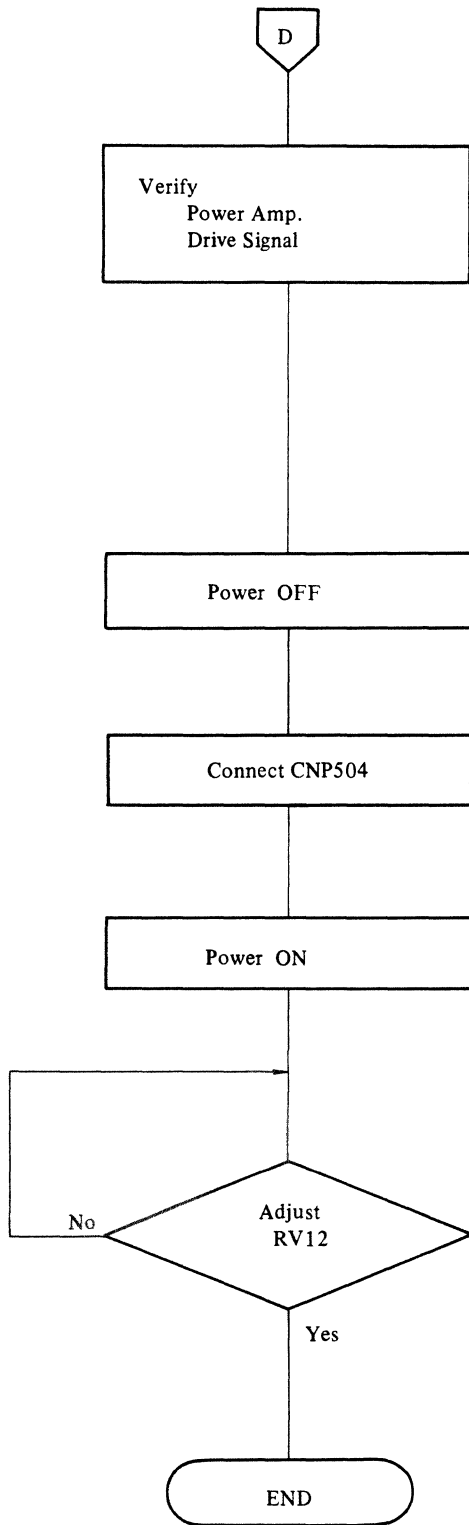 D
Verify
Power Amp.
Drive Signal
Power OFF
Connect CNP504
Power ON
Adjust
RV12
No
Yes
END